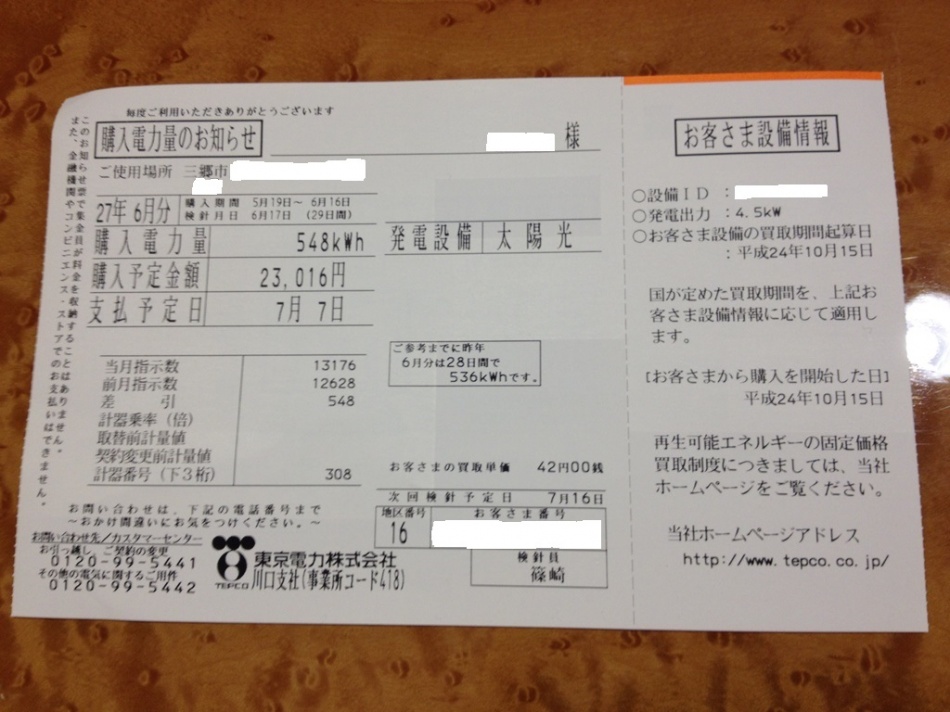 毎度ご利用いただきありがとうございます
購入電力量のお知らせ
様
ご使用場所 三郷市
27年 6月分
購入期間 5月19日～ 6月16日
検針月日 6月17日 (29日間)
購入電力量 548kWh
購入予定金額 23,016円
支払予定日 7月 7日
発電設備 太陽光
当月指示数 13176
前月指示数 12628
差引 548
計器乗率(倍)
取替前計量値
契約変更前計量値
計器番号(下3桁) 308
ご参考までに昨年
6月分は28日間で
536kWhです。
お客さまの買取単価 42円00銭
次回検針予定日 7月16日
地区番号 16
お客さま番号
検針員
篠崎
お問い合わせは、下記の電話番号まで
～おかけ間違いにお気をつけください。～
お問い合わせ先／カスタマーセンター
お引っ越し、ご契約の変更
0120-99-5441
その他の電気に関するご用件
0120-99-5442
TEPCO
東京電力株式会社
川口支社(事業所コード418)
このお知らせ票で集金員が料金を収納することはありません。
また、金融機関やコンビニエンス・ストアでのお支払いはできません。
お客さま設備情報
○設備ID :
○発電出力 : 4.5kW
○お客さま設備の買取期間起算日
: 平成24年10月15日
国が定めた買取期間を、上記お
客さま設備情報に応じて適用しま
す。
[お客さまから購入を開始した日]
平成24年10月15日
再生可能エネルギーの固定価格
買取制度につきましては、当社
ホームページをご覧ください。
当社ホームページアドレス
http://www.tepco.co.jp/